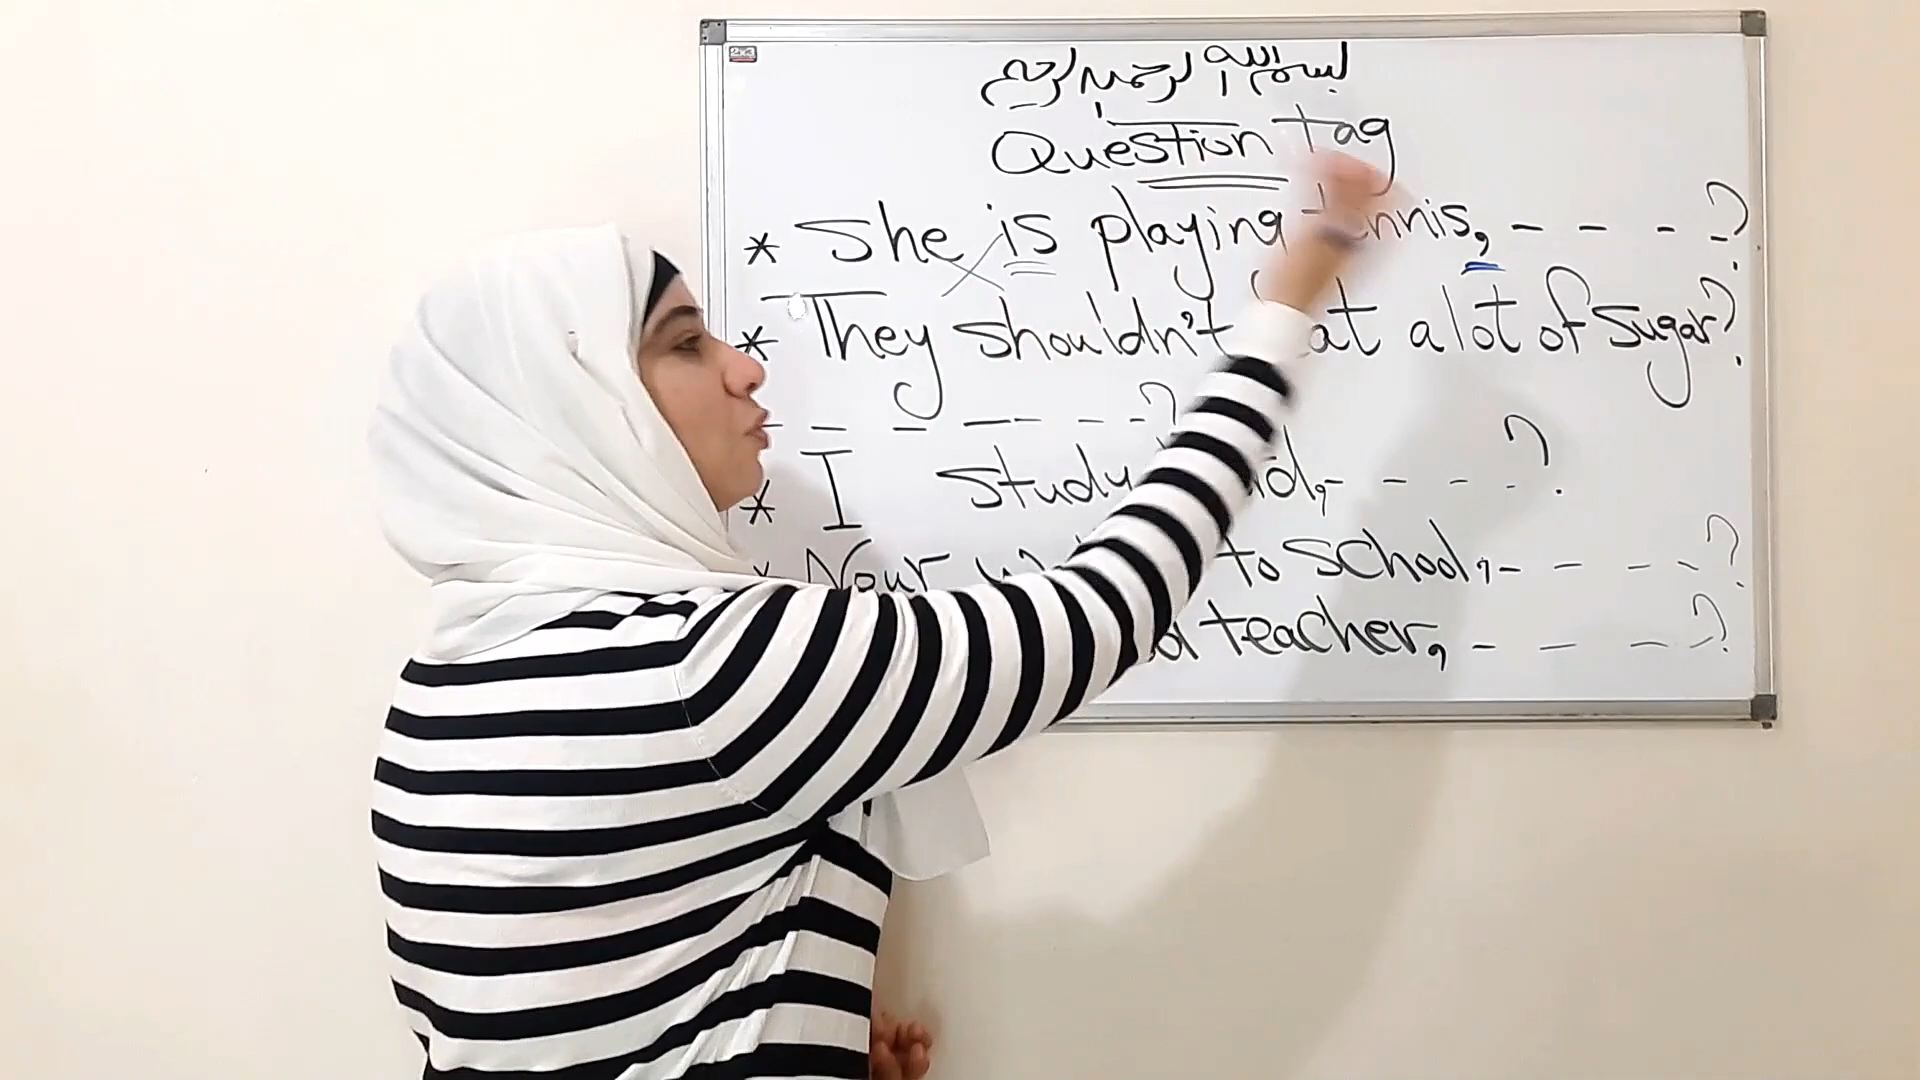 بسم الله الرحمن الرحيم
Question tag
* She is playing tennis, - - - -?
* They shouldn't eat a lot of sugar?
- - - - - - -?
* I study , - - - -?
* Nour to school, - - - -?
a teacher, - - - -?